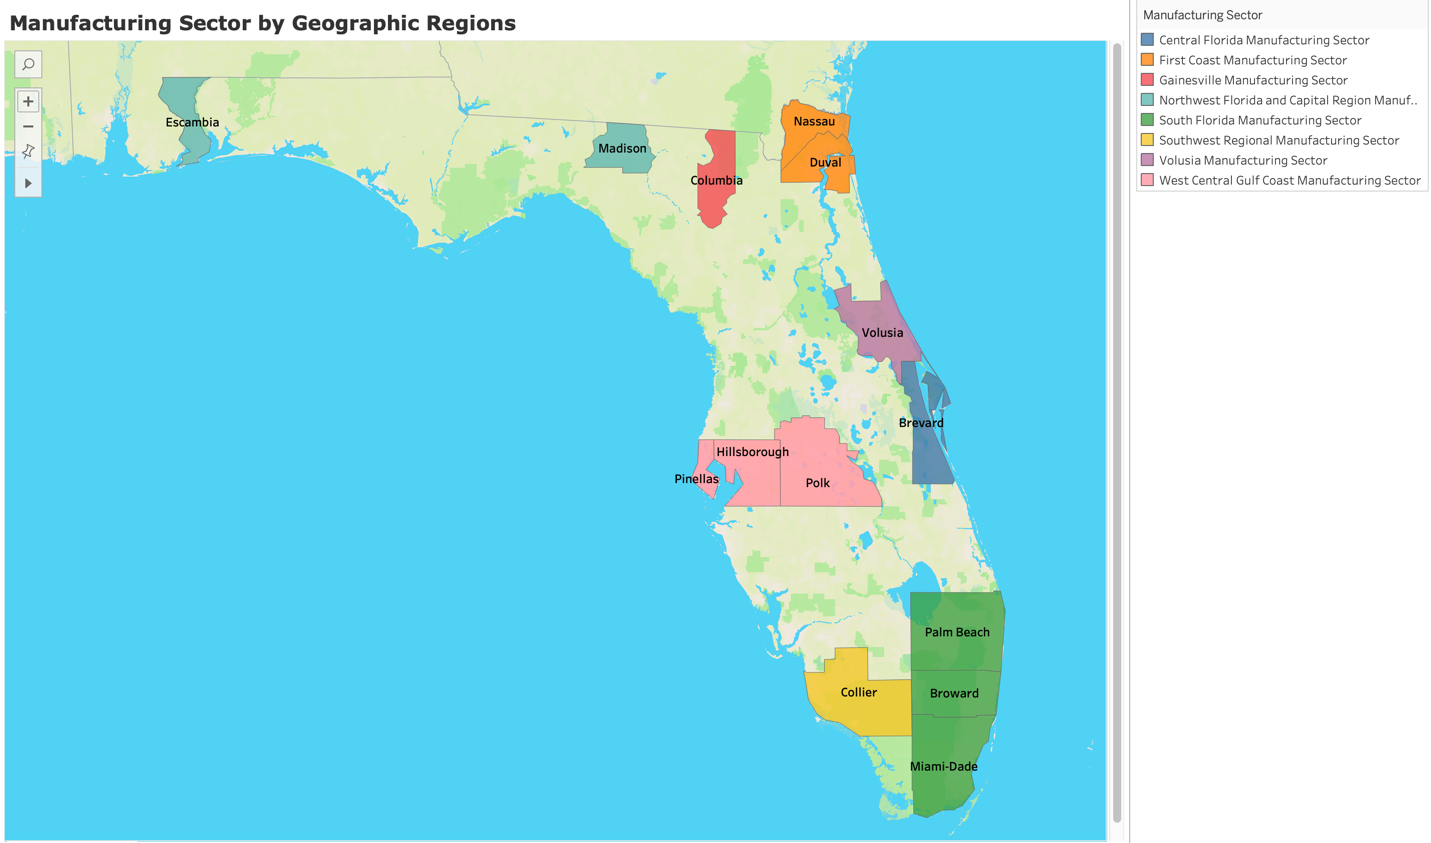 Manufacturing Sector by Geographic Regions
Escambia
Madison
Columbia
Nassau
Duval
Volusia
Brevard
Hillsborough
Pinellas
Polk
Palm Beach
Collier
Broward
Miami-Dade
Manufacturing Sector
Central Florida Manufacturing Sector
First Coast Manufacturing Sector
Gainesville Manufacturing Sector
Northwest Florida and Capital Region Manuf..
South Florida Manufacturing Sector
Southwest Regional Manufacturing Sector
Volusia Manufacturing Sector
West Central Gulf Coast Manufacturing Sector